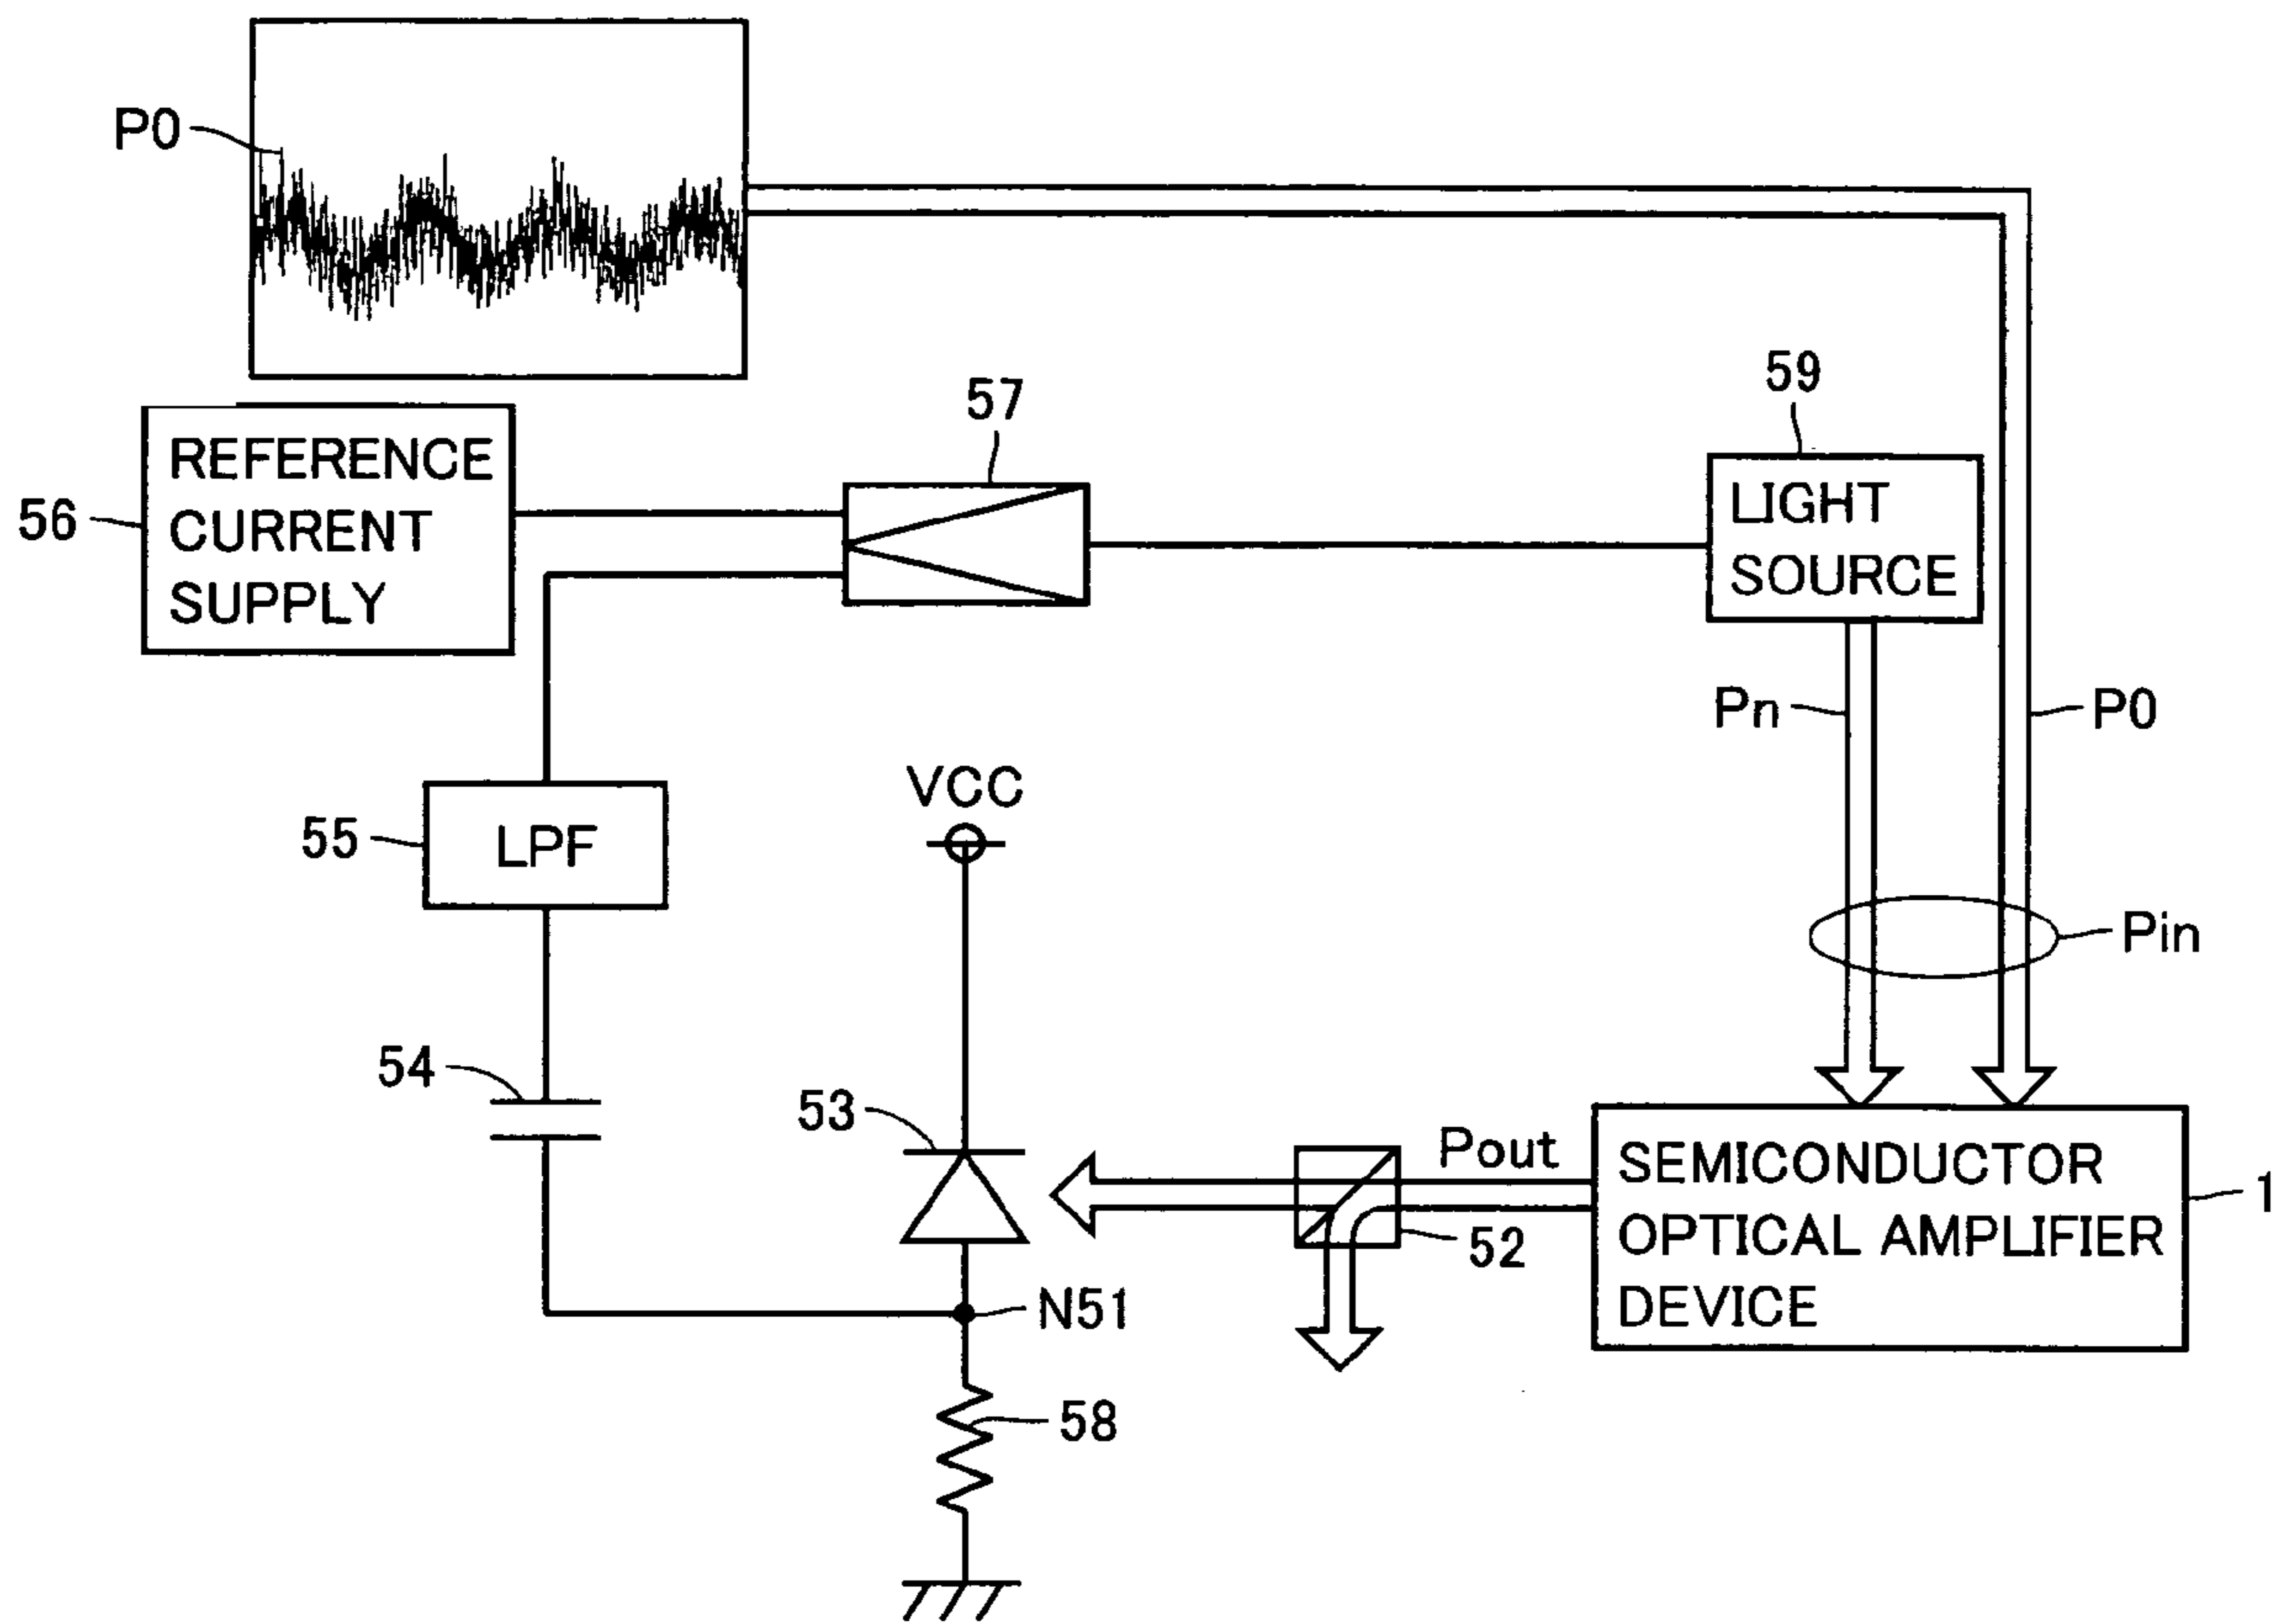 P0
57
59
REFERENCE
CURRENT
SUPPLY
56
LIGHT
SOURCE
Pn
P0
VCC
55
LPF
Pin
54
53
Pout
SEMICONDUCTOR
OPTICAL AMPLIFIER
DEVICE
1
52
N51
58